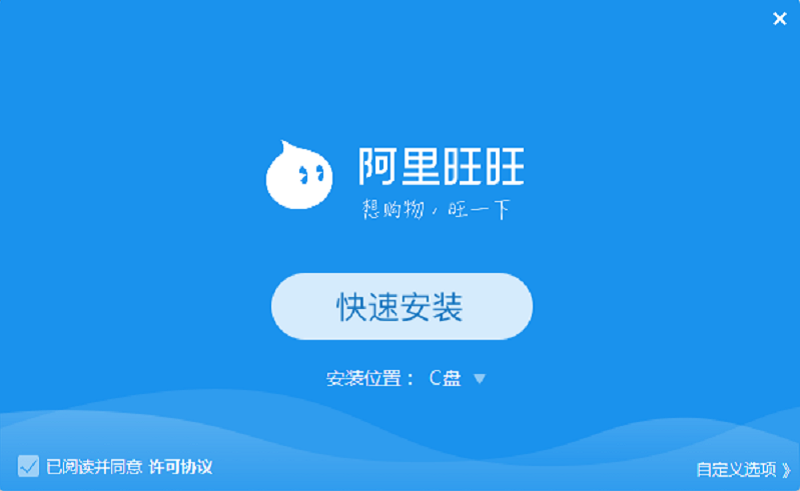 阿里旺旺
想购物，旺一下
快速安装
安装位置： C盘
已阅读并同意 许可协议
自定义选项 》